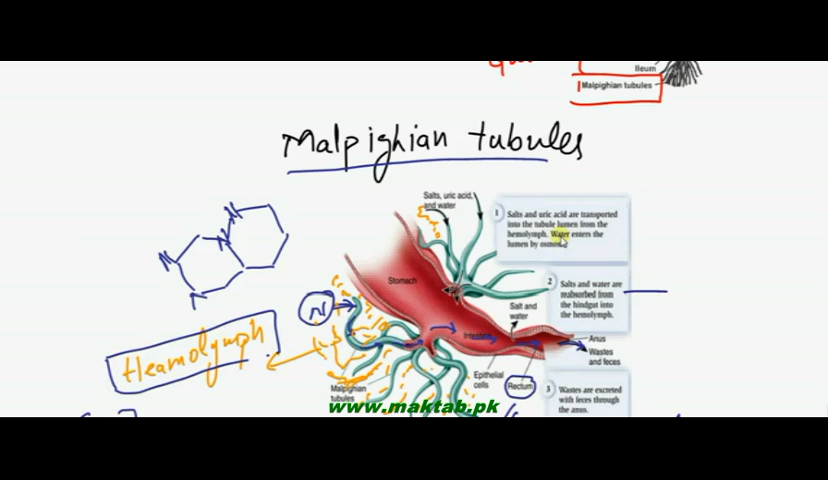 Ileum
Malpighian tubules
Malpighian tubules
Salts, uric acid,
and water
1 Salts and uric acid are transported
into the tubule lumen from the
hemolymph. Water enters the
lumen by
Stomach
2 Salts and water are
reabsorbed from
the hindgut into
the hemolymph.
N
N
N
N
N
Salt and
water
Heamolymph
Anus
Wastes
and feces
Epithelial
cells
Rectum
Malpighian
tubules
3 Wastes are excreted
with feces through
the anus.
www.maktab.pk